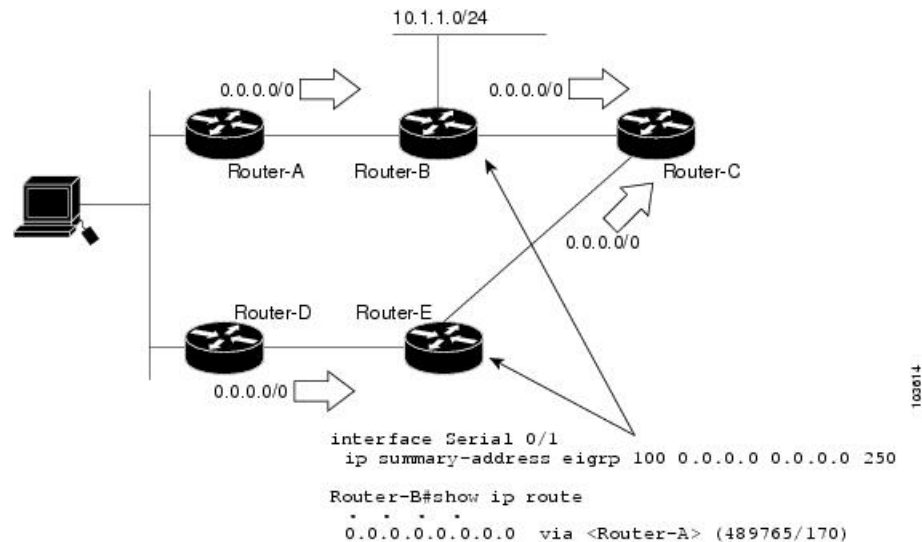 10.1.1.0/24
0.0.0.0/0
0.0.0.0/0
Router-A
Router-B
Router-C
0.0.0.0/0
Router-D
Router-E
0.0.0.0/0
interface Serial 0/1
ip summary-address eigrp 100 0.0.0.0 0.0.0.0 250
Router-B#show ip route
. . . .
0.0.0.0.0.0.0.0 via <Router-A> (489765/170)
103614